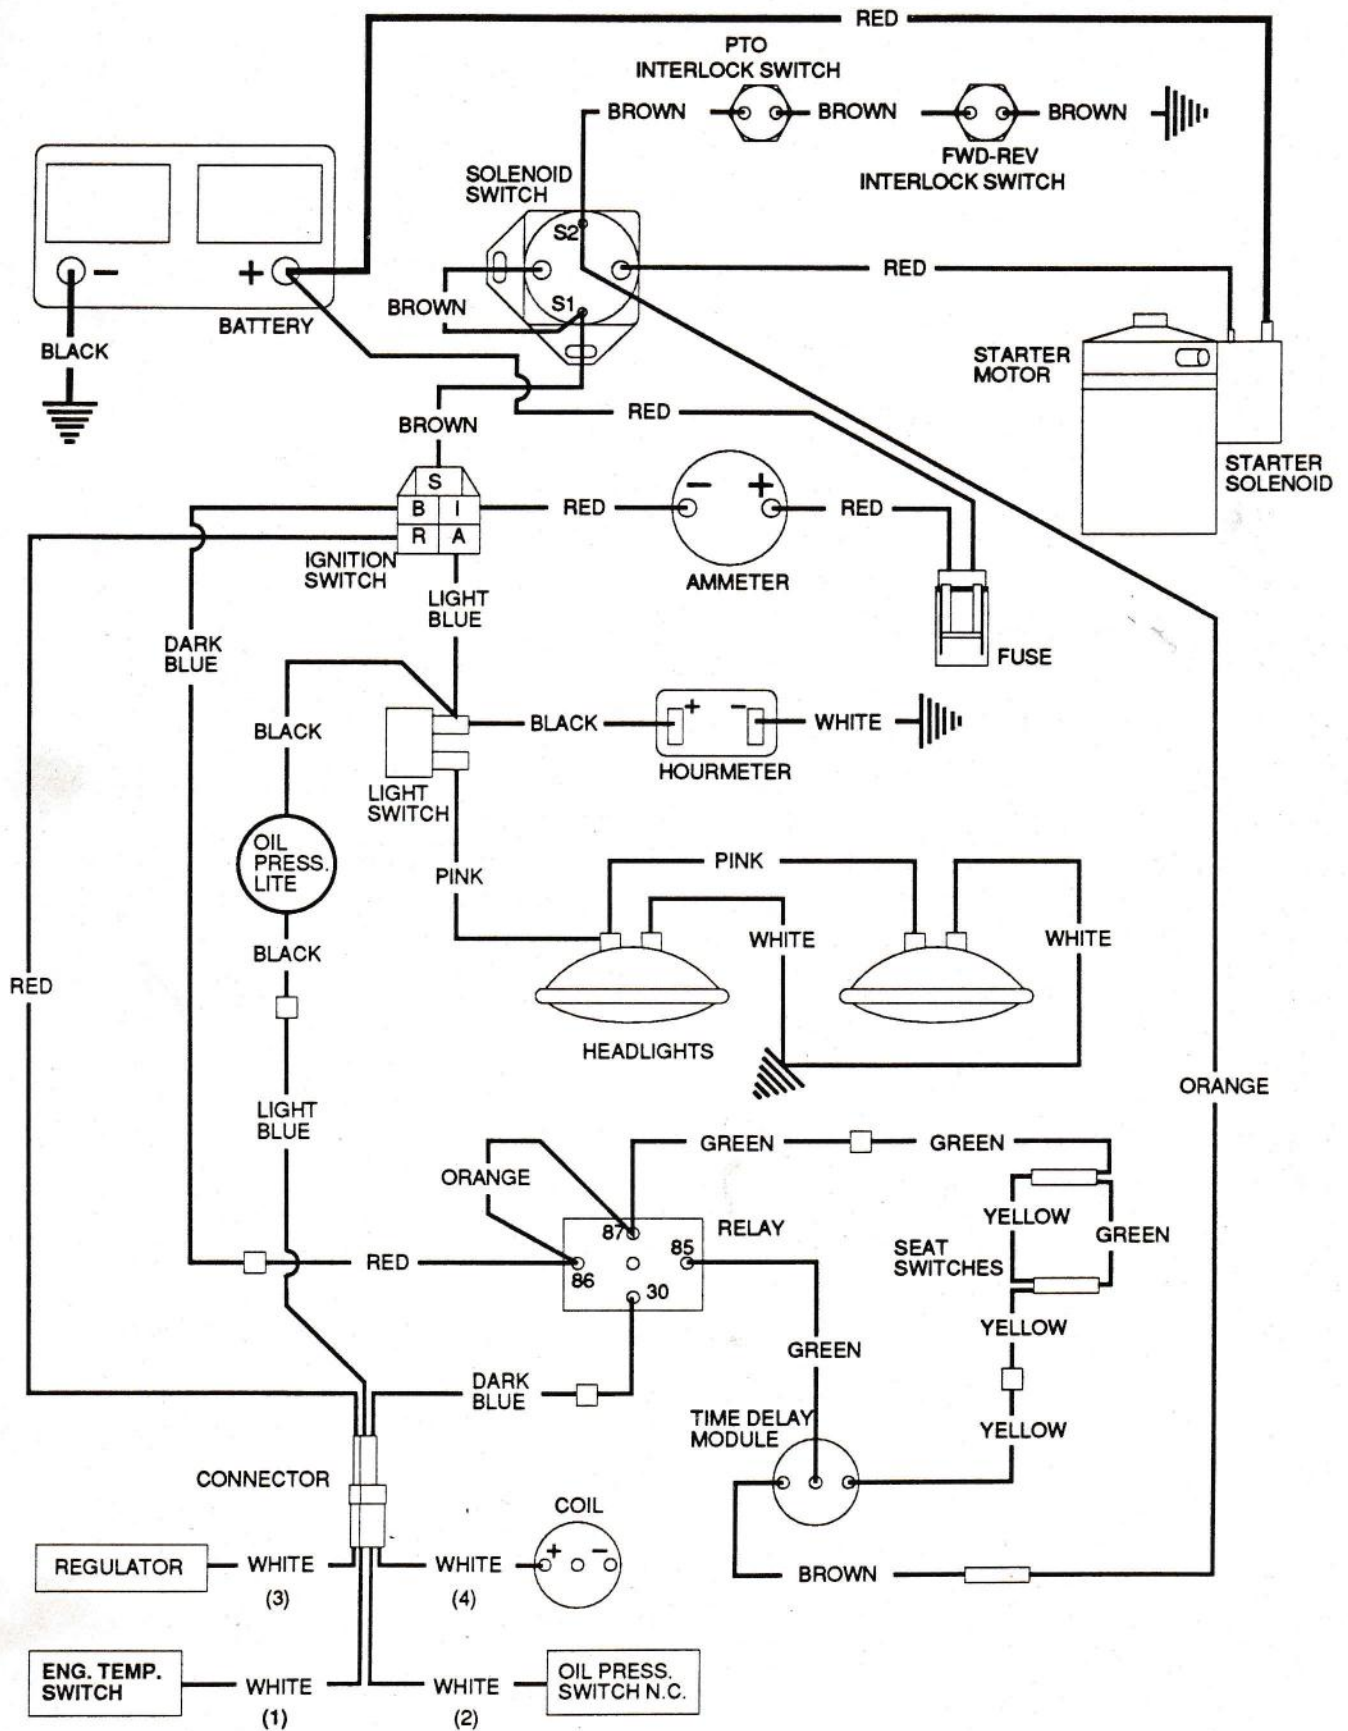 RED
PTO
INTERLOCK SWITCH
BROWN
BROWN
BROWN
FWD-REV
INTERLOCK SWITCH
SOLENOID
SWITCH
S2
S1
- +
BATTERY
BLACK
BROWN
RED
STARTER
MOTOR
STARTER
SOLENOID
BROWN
RED
S
B I
R A
IGNITION
SWITCH
RED
- +
AMMETER
RED
FUSE
LIGHT
BLUE
DARK
BLUE
BLACK
BLACK
+ -
HOURMETER
WHITE
LIGHT
SWITCH
OIL
PRESS.
LITE
PINK
PINK
WHITE
WHITE
HEADLIGHTS
BLACK
RED
LIGHT
BLUE
ORANGE
ORANGE
GREEN
GREEN
YELLOW
GREEN
SEAT
SWITCHES
YELLOW
YELLOW
RELAY
87
85
86
30
RED
GREEN
DARK
BLUE
TIME DELAY
MODULE
BROWN
CONNECTOR
COIL
+ -
REGULATOR
WHITE
(3)
WHITE
(4)
ENG. TEMP.
SWITCH
WHITE
(1)
WHITE
(2)
OIL PRESS.
SWITCH N.C.